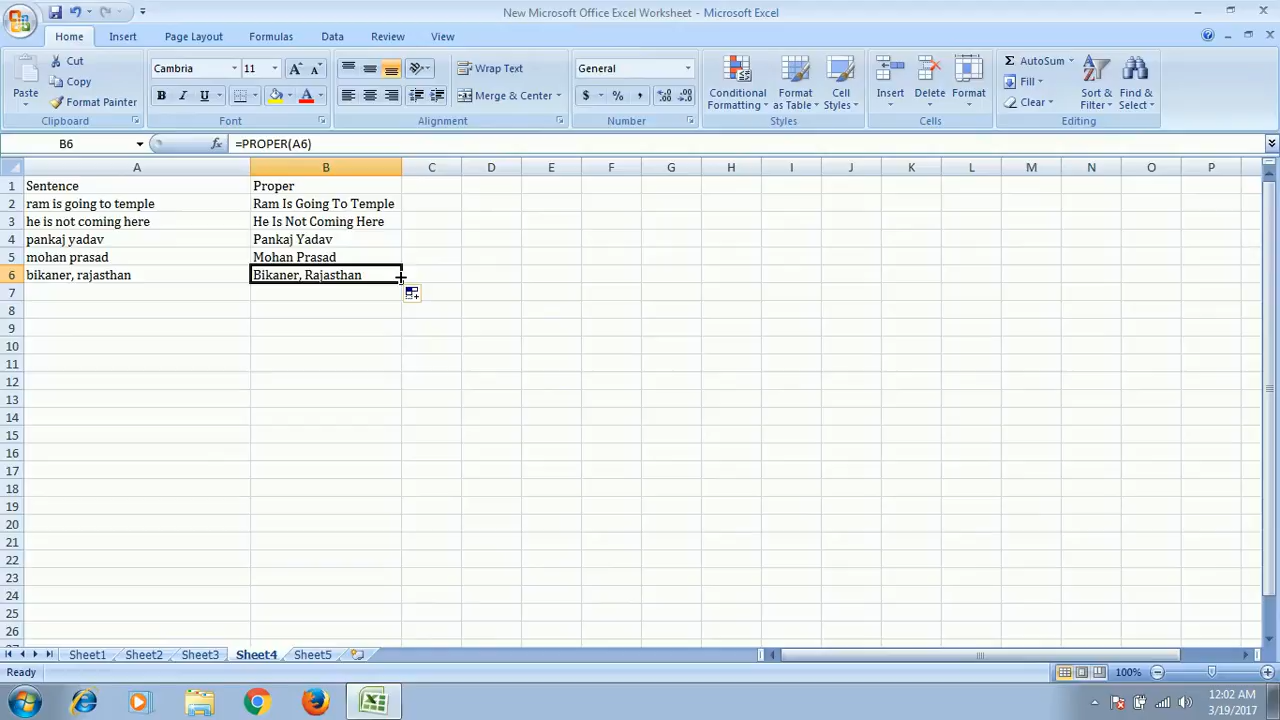 New Microsoft Office Excel Worksheet - Microsoft Excel
Home Insert Page Layout Formulas Data Review View
Paste
Cut
Copy
Format Painter
Clipboard
Cambria 11
B I U
Font
Wrap Text
Merge & Center
Alignment
General
$ % ,
Number
Conditional Formatting
Format as Table
Cell Styles
Styles
Insert Delete Format
Cells
AutoSum
Fill
Clear
Sort & Filter
Find & Select
Editing
B6 fx =PROPER(A6)
A B C D E F G H I J K L M N O P
1 Sentence Proper
2 ram is going to temple Ram Is Going To Temple
3 he is not coming here He Is Not Coming Here
4 pankaj yadav Pankaj Yadav
5 mohan prasad Mohan Prasad
6 bikaner, rajasthan Bikaner, Rajasthan
7
8
9
10
11
12
13
14
15
16
17
18
19
20
21
22
23
24
25
26
Sheet1 Sheet2 Sheet3 Sheet4 Sheet5
Ready 100%
12:02 AM
3/19/2017